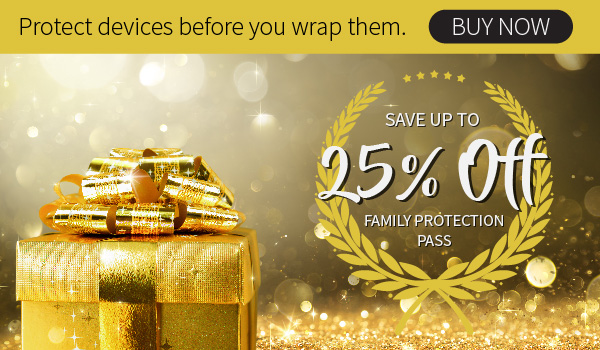 Protect devices before you wrap them.
BUY NOW
SAVE UP TO
25% Off
FAMILY PROTECTION
PASS